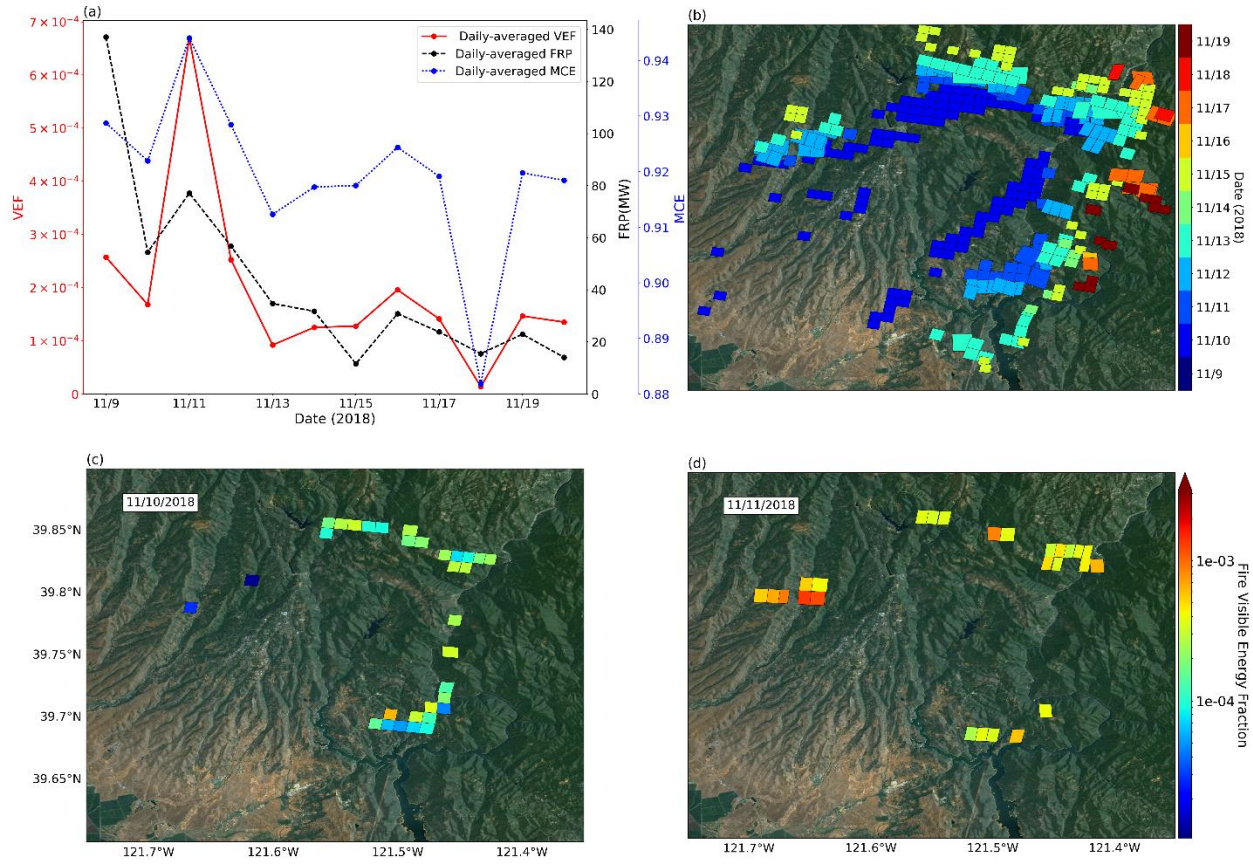 (a)
7 × 10⁻⁴
6 × 10⁻⁴
5 × 10⁻⁴
4 × 10⁻⁴
3 × 10⁻⁴
2 × 10⁻⁴
1 × 10⁻⁴
0
VEF
Daily-averaged VEF
Daily-averaged FRP
Daily-averaged MCE
140
120
100
80
60
40
20
0
FRP(MW)
0.94
0.93
0.92
0.91
0.90
0.89
0.88
MCE
11/9
11/11
11/13
11/15
11/17
11/19
Date (2018)
(b)
11/19
11/18
11/17
11/16
11/15
11/14
11/13
11/12
11/11
11/10
11/9
Date (2018)
(c)
11/10/2018
39.85°N
39.8°N
39.75°N
39.7°N
39.65°N
121.7°W
121.6°W
121.5°W
121.4°W
(d)
11/11/2018
121.7°W
121.6°W
121.5°W
121.4°W
1e-03
1e-04
Fire Visible Energy Fraction